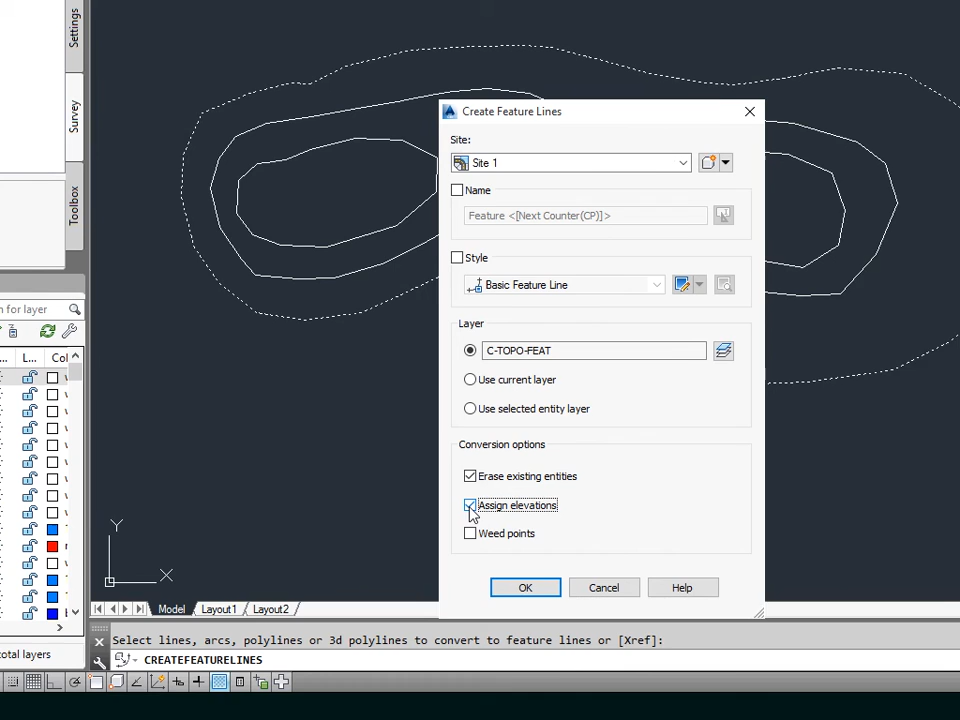 Settings
Survey
Toolbox
Create Feature Lines
Site:
Site 1
Name
Feature <[Next Counter(CP)]>
Style
Basic Feature Line
Layer
C-TOPO-FEAT
Use current layer
Use selected entity layer
Conversion options
Erase existing entities
Assign elevations
Weed points
OK
Cancel
Help
for layer
... L... Co
total layers
Y
X
Model Layout1 Layout2
Select lines, arcs, polylines or 3d polylines to convert to feature lines or [Xref]:
CREATEFEATURELINES